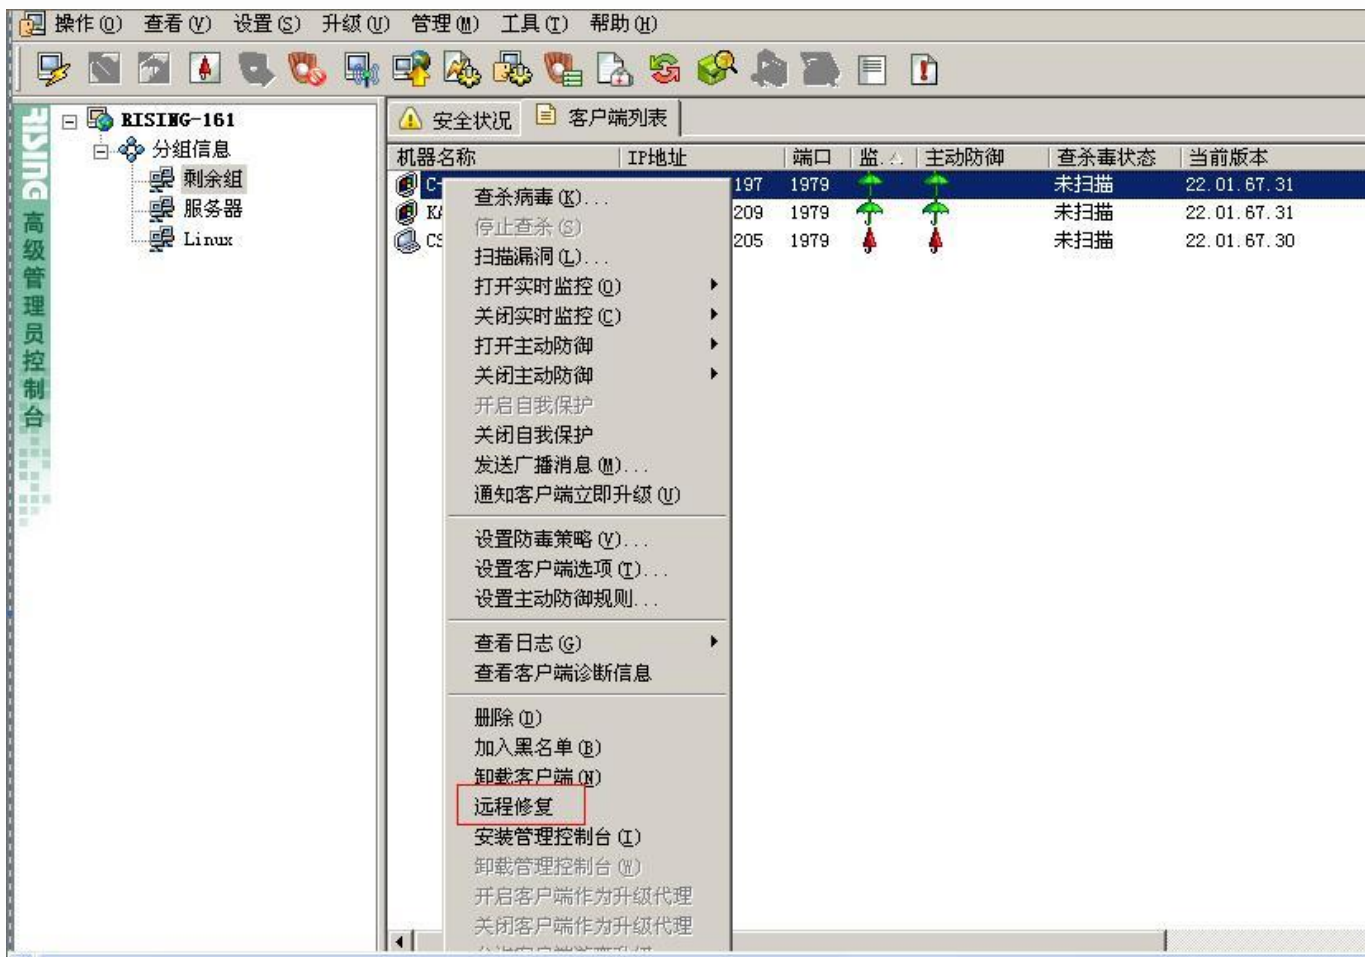 操作(O) 查看(V) 设置(S) 升级(U) 管理(M) 工具(T) 帮助(H)
RISING 高级管理员控制台
RISING-161
分组信息
剩余组
服务器
Linux
安全状况 客户端列表
机器名称 IP地址 端口 监.. 主动防御 查杀毒状态 当前版本
C- 197 1979 未扫描 22.01.67.31
KA 209 1979 未扫描 22.01.67.31
CS 205 1979 未扫描 22.01.67.30
查杀病毒(K)...
停止查杀(S)
扫描漏洞(L)...
打开实时监控(O)
关闭实时监控(C)
打开主动防御
关闭主动防御
开启自我保护
关闭自我保护
发送广播消息(M)...
通知客户端立即升级(U)
设置防毒策略(V)...
设置客户端选项(T)...
设置主动防御规则...
查看日志(G)
查看客户端诊断信息
删除(D)
加入黑名单(B)
卸载客户端(N)
远程修复
安装管理控制台(I)
卸载管理控制台(W)
开启客户端作为升级代理
关闭客户端作为升级代理